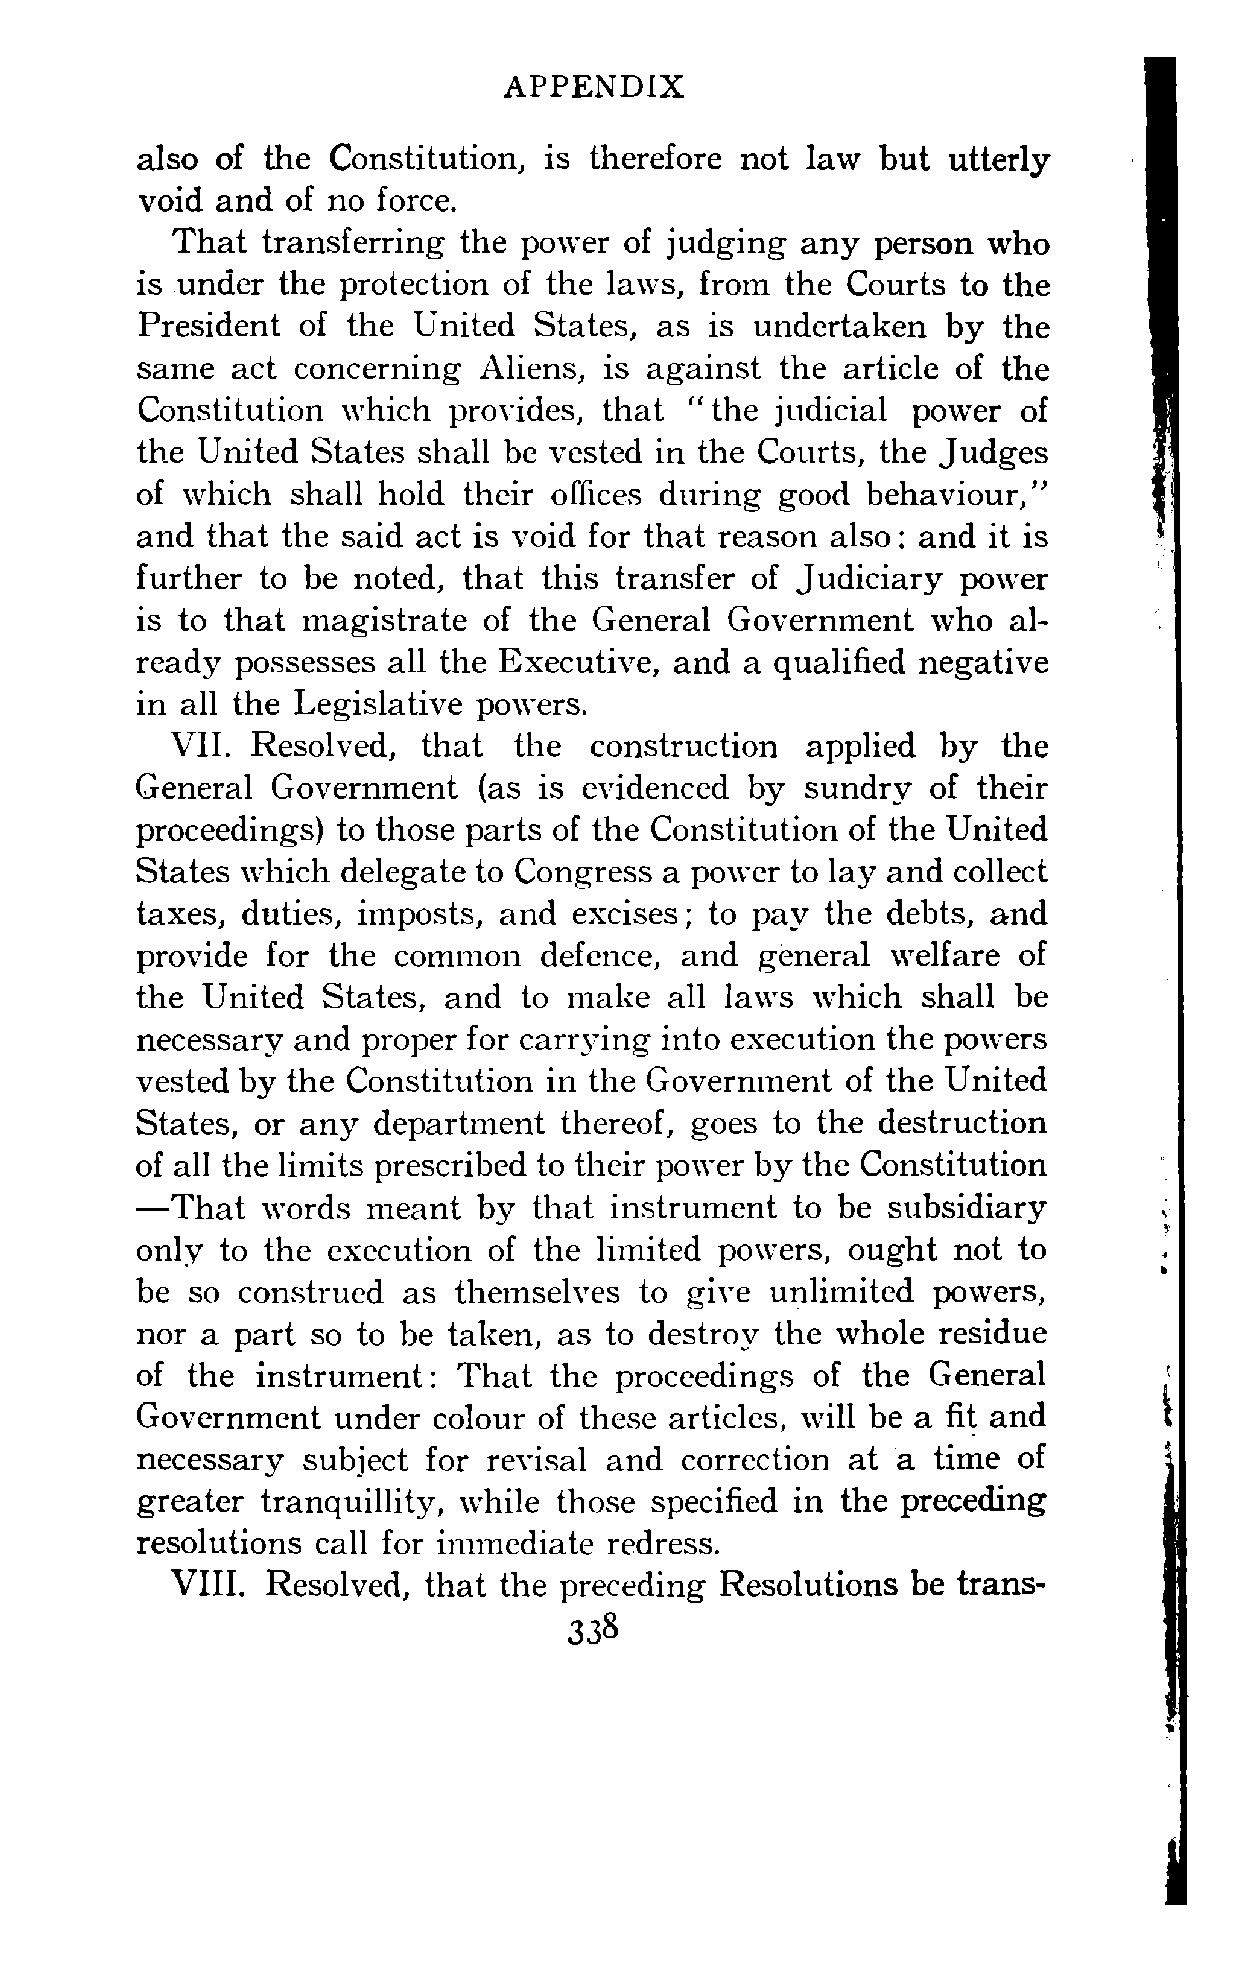 APPENDIX
also of the Constitution, is therefore not law but utterly
void and of no force.
That transferring the power of judging any person who
is under the protection of the laws, from the Courts to the
President of the United States, as is undertaken by the
same act concerning Aliens, is against the article of the
Constitution which provides, that "the judicial power of
the United States shall be vested in the Courts, the Judges
of which shall hold their offices during good behaviour,"
and that the said act is void for that reason also: and it is
further to be noted, that this transfer of Judiciary power
is to that magistrate of the General Government who al-
ready possesses all the Executive, and a qualified negative
in all the Legislative powers.
VII. Resolved, that the construction applied by the
General Government (as is evidenced by sundry of their
proceedings) to those parts of the Constitution of the United
States which delegate to Congress a power to lay and collect
taxes, duties, imposts, and excises; to pay the debts, and
provide for the common defence, and general welfare of
the United States, and to make all laws which shall be
necessary and proper for carrying into execution the powers
vested by the Constitution in the Government of the United
States, or any department thereof, goes to the destruction
of all the limits prescribed to their power by the Constitution
—That words meant by that instrument to be subsidiary
only to the execution of the limited powers, ought not to
be so construed as themselves to give unlimited powers,
nor a part so to be taken, as to destroy the whole residue
of the instrument: That the proceedings of the General
Government under colour of these articles, will be a fit and
necessary subject for revisal and correction at a time of
greater tranquillity, while those specified in the preceding
resolutions call for immediate redress.
VIII. Resolved, that the preceding Resolutions be trans-
338